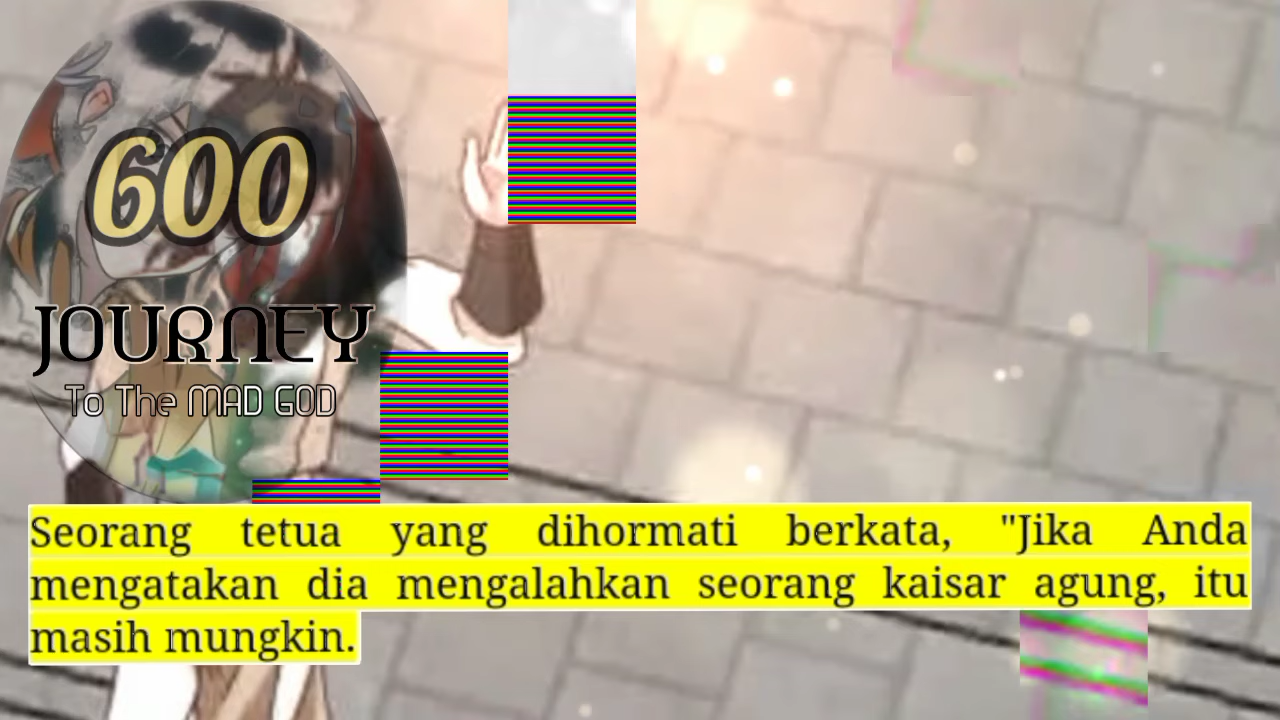 600
JOURNEY
To The MAD GOD
Seorang tetua yang dihormati berkata, "Jika Anda
mengatakan dia mengalahkan seorang kaisar agung, itu
masih mungkin.